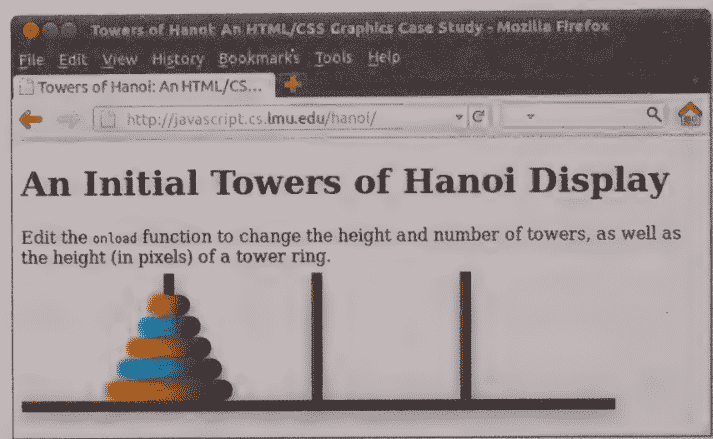 Towers of Hanoi: An HTML/CSS Graphics Case Study - Mozilla Firefox
File Edit View History Bookmarks Tools Help
Towers of Hanoi: An HTML/CS...
http://javascript.cs.lmu.edu/hanoi/
An Initial Towers of Hanoi Display
Edit the onload function to change the height and number of towers, as well as
the height (in pixels) of a tower ring.